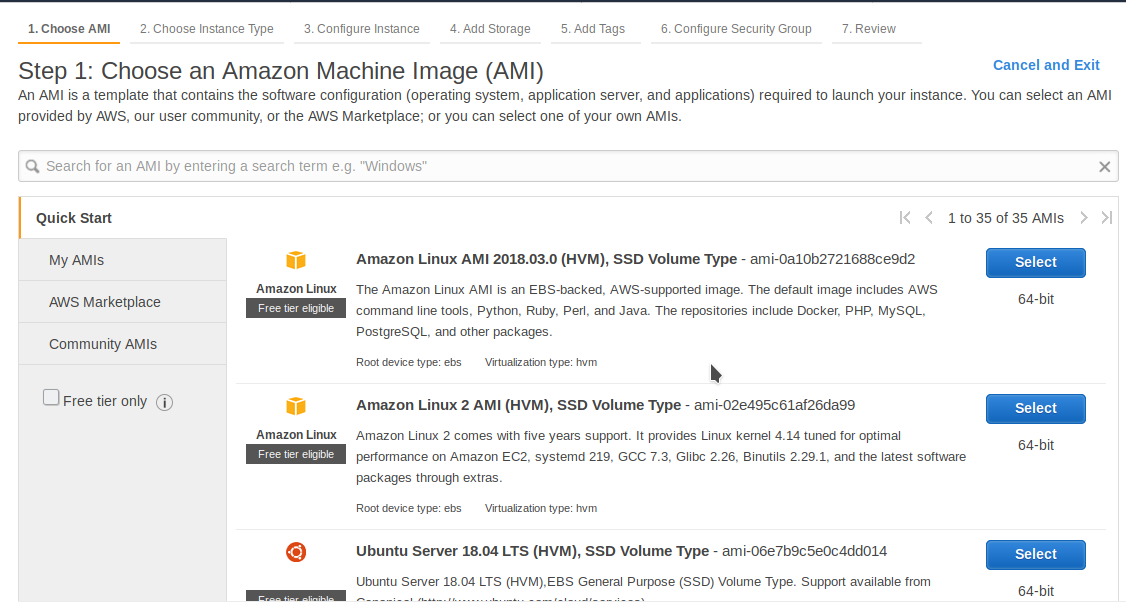 1. Choose AMI 2. Choose Instance Type 3. Configure Instance 4. Add Storage 5. Add Tags 6. Configure Security Group 7. Review
Step 1: Choose an Amazon Machine Image (AMI)
Cancel and Exit
An AMI is a template that contains the software configuration (operating system, application server, and applications) required to launch your instance. You can select an AMI
provided by AWS, our user community, or the AWS Marketplace; or you can select one of your own AMIs.
Search for an AMI by entering a search term e.g. "Windows"
Quick Start
1 to 35 of 35 AMIs
My AMIs
AWS Marketplace
Community AMIs
Free tier only
Amazon Linux
Free tier eligible
Amazon Linux AMI 2018.03.0 (HVM), SSD Volume Type - ami-0a10b2721688ce9d2
The Amazon Linux AMI is an EBS-backed, AWS-supported image. The default image includes AWS
command line tools, Python, Ruby, Perl, and Java. The repositories include Docker, PHP, MySQL,
PostgreSQL, and other packages.
Root device type: ebs Virtualization type: hvm
Select
64-bit
Amazon Linux
Free tier eligible
Amazon Linux 2 AMI (HVM), SSD Volume Type - ami-02e495c61af26da99
Amazon Linux 2 comes with five years support. It provides Linux kernel 4.14 tuned for optimal
performance on Amazon EC2, systemd 219, GCC 7.3, Glibc 2.26, Binutils 2.29.1, and the latest software
packages through extras.
Root device type: ebs Virtualization type: hvm
Select
64-bit
Free tier eligible
Ubuntu Server 18.04 LTS (HVM), SSD Volume Type - ami-06e7b9c5e0c4dd014
Ubuntu Server 18.04 LTS (HVM),EBS General Purpose (SSD) Volume Type. Support available from
Canonical (http://www.ubuntu.com/cloud/services).
Select
64-bit